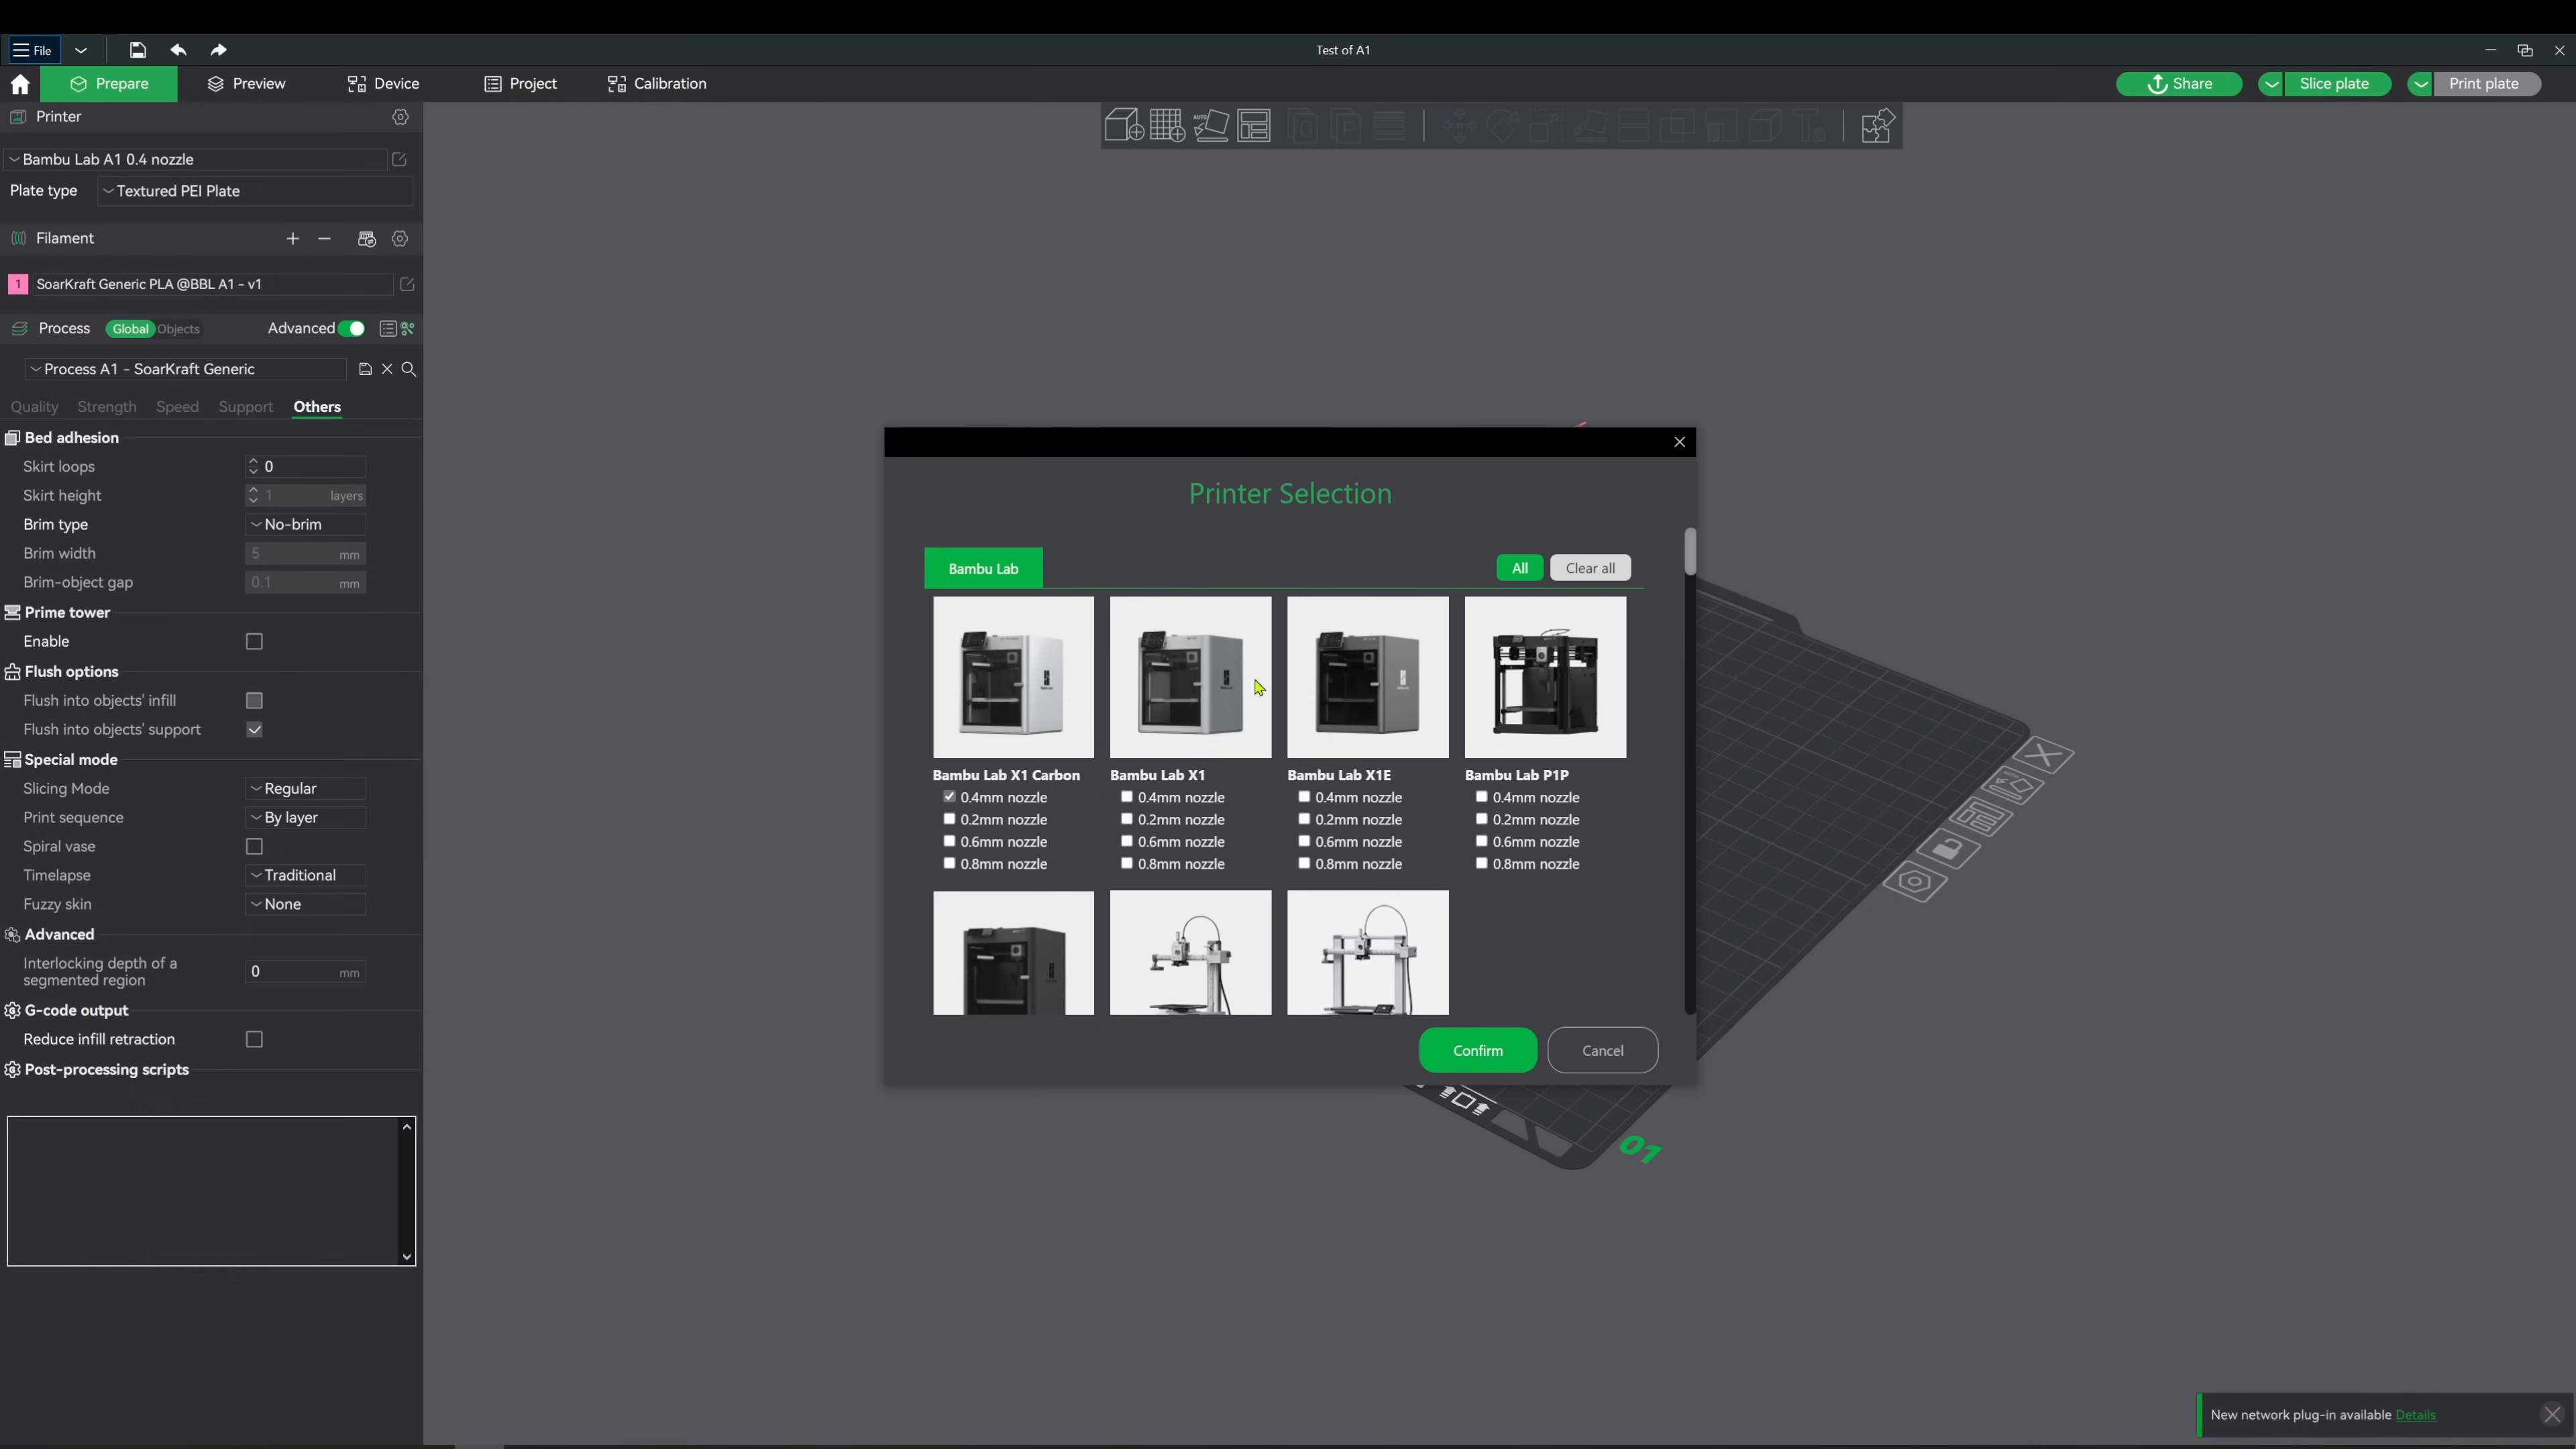 File
Test of A1
Prepare
Preview
Device
Project
Calibration
Share
Slice plate
Print plate
Printer
Bambu Lab A1 0.4 nozzle
Plate type
Textured PEI Plate
Filament
1 SoarKraft Generic PLA @BBL A1 - v1
Process Global Objects Advanced
Process A1 - SoarKraft Generic
Quality Strength Speed Support Others
Bed adhesion
Skirt loops 0
Skirt height 1 layers
Brim type No-brim
Brim width 5 mm
Brim-object gap 0.1 mm
Prime tower
Enable
Flush options
Flush into objects' infill
Flush into objects' support
Special mode
Slicing Mode Regular
Print sequence By layer
Spiral vase
Timelapse Traditional
Fuzzy skin None
Advanced
Interlocking depth of a
segmented region 0 mm
G-code output
Reduce infill retraction
Post-processing scripts
AUTO
Printer Selection
Bambu Lab
All Clear all
Bambu Lab X1 Carbon Bambu Lab X1 Bambu Lab X1E Bambu Lab P1P
0.4mm nozzle 0.4mm nozzle 0.4mm nozzle 0.4mm nozzle
0.2mm nozzle 0.2mm nozzle 0.2mm nozzle 0.2mm nozzle
0.6mm nozzle 0.6mm nozzle 0.6mm nozzle 0.6mm nozzle
0.8mm nozzle 0.8mm nozzle 0.8mm nozzle 0.8mm nozzle
Confirm Cancel
01
New network plug-in available Details